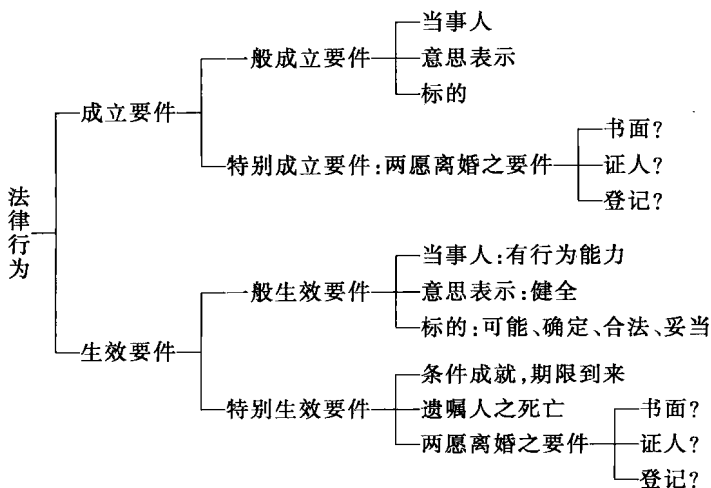 法律行为
成立要件
一般成立要件
当事人
意思表示
标的
特别成立要件:两愿离婚之要件
书面?
证人?
登记?
生效要件
一般生效要件
当事人:有行为能力
意思表示:健全
标的:可能、确定、合法、妥当
特别生效要件
条件成就,期限到来
遗嘱人之死亡
两愿离婚之要件
书面?
证人?
登记?